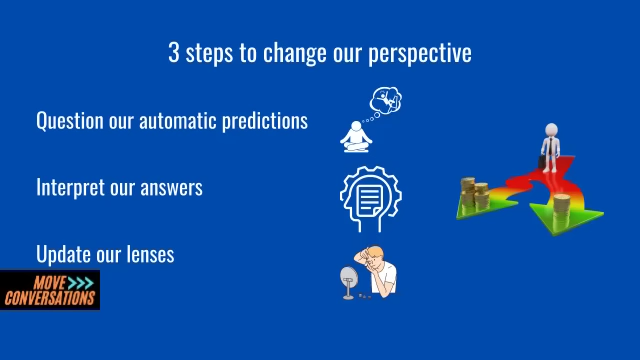 3 steps to change our perspective
Question our automatic predictions
Interpret our answers
Update our lenses
MOVE >>>
CONVERSATIONS